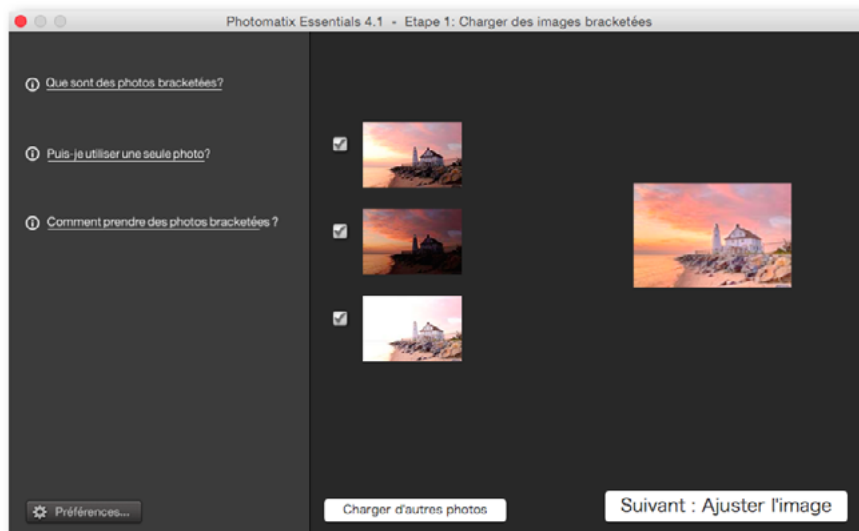 Photomatix Essentials 4.1 - Etape 1: Charger des images bracketées
Que sont des photos bracketées?
Puis-je utiliser une seule photo?
Comment prendre des photos bracketées ?
Préférences...
Charger d'autres photos
Suivant : Ajuster l'image